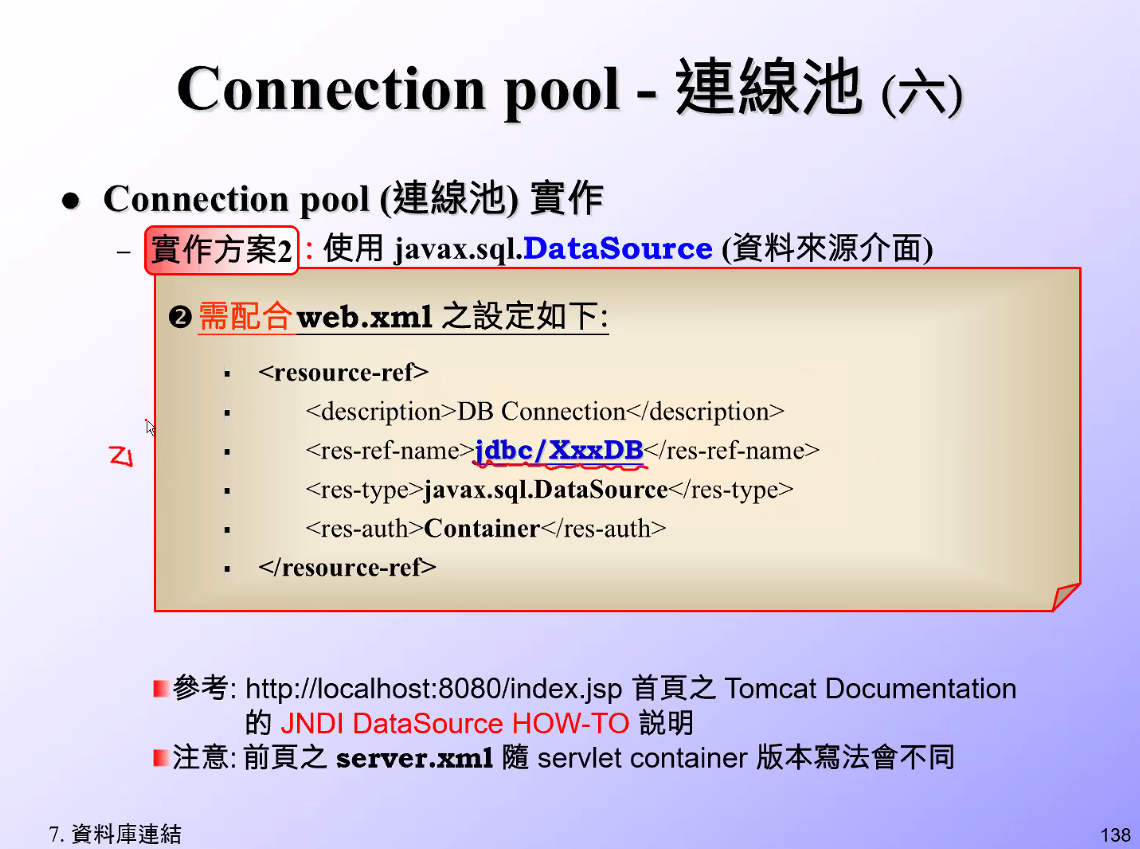 Connection pool - 連線池 (六)
● Connection pool (連線池) 實作
– 實作方案2 : 使用 javax.sql.DataSource (資料來源介面)
❷ 需配合web.xml 之設定如下:
▪ <resource-ref>
▪ <description>DB Connection</description>
▪ <res-ref-name>jdbc/XxxDB</res-ref-name>
▪ <res-type>javax.sql.DataSource</res-type>
▪ <res-auth>Container</res-auth>
▪ </resource-ref>
參考: http://localhost:8080/index.jsp 首頁之 Tomcat Documentation
的 JNDI DataSource HOW-TO 說明
注意: 前頁之 server.xml 隨 servlet container 版本寫法會不同
7. 資料庫連結
138